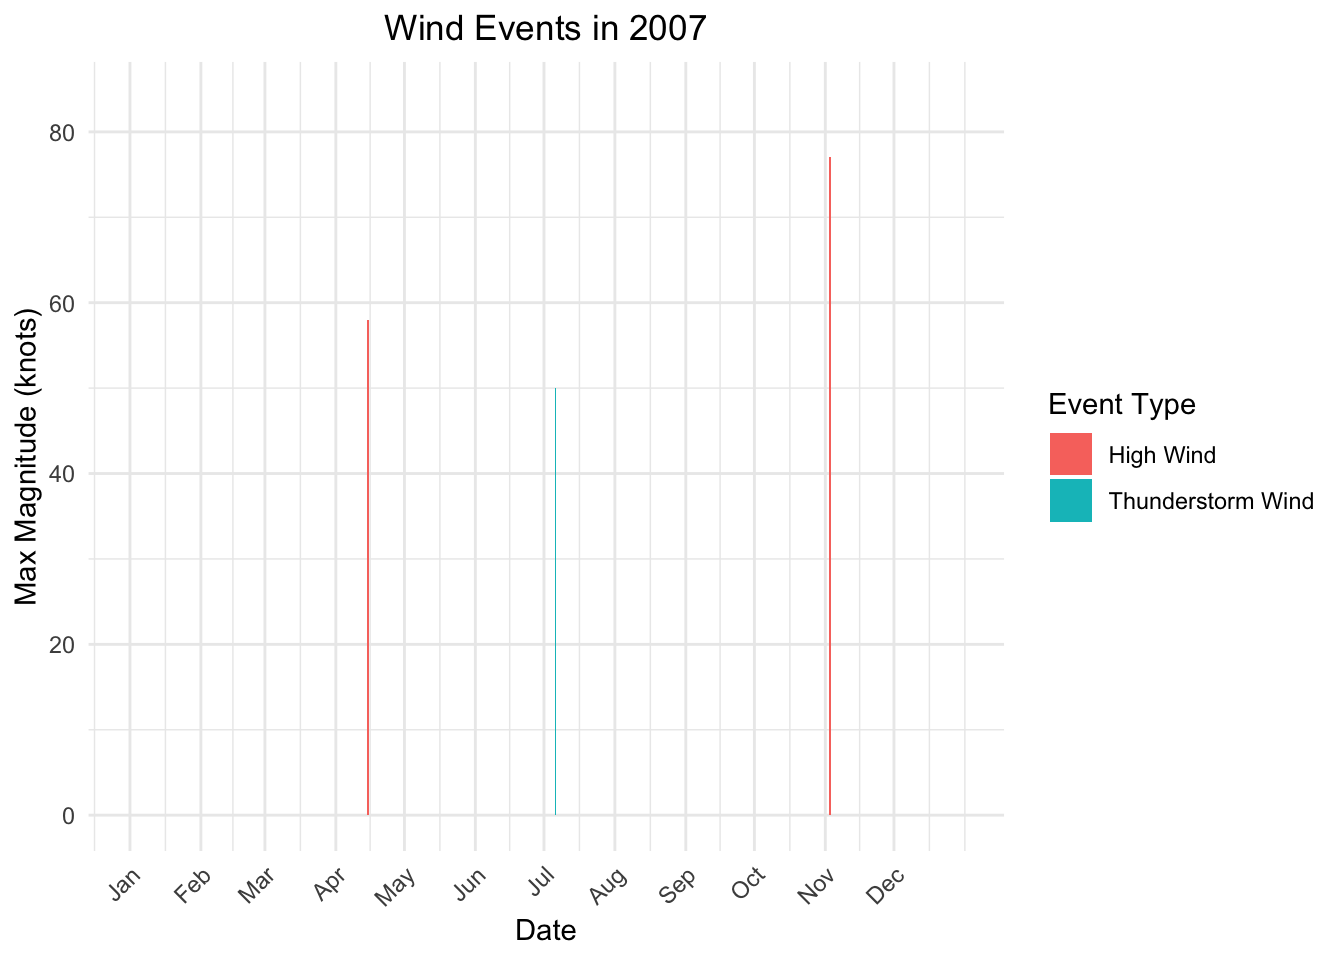 Wind Events in 2007
Max Magnitude (knots)
80
60
40
20
0
Jan
Feb
Mar
Apr
May
Jun
Jul
Aug
Sep
Oct
Nov
Dec
Date
Event Type
High Wind
Thunderstorm Wind